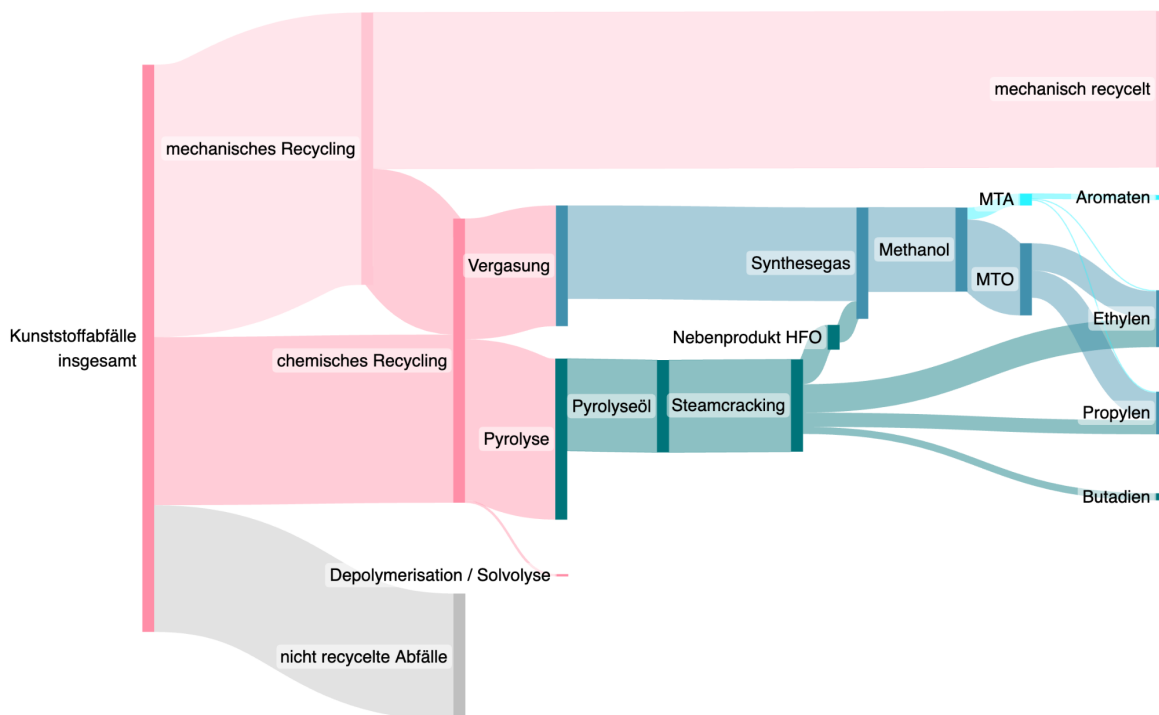 mechanisch recycelt
mechanisches Recycling
MTA
Aromaten
Vergasung
Synthesegas
Methanol
MTO
Ethylen
Kunststoffabfälle
insgesamt
Nebenprodukt HFO
chemisches Recycling
Pyrolyse
Pyrolyseöl
Steamcracking
Propylen
Butadien
Depolymerisation / Solvolyse
nicht recycelte Abfälle